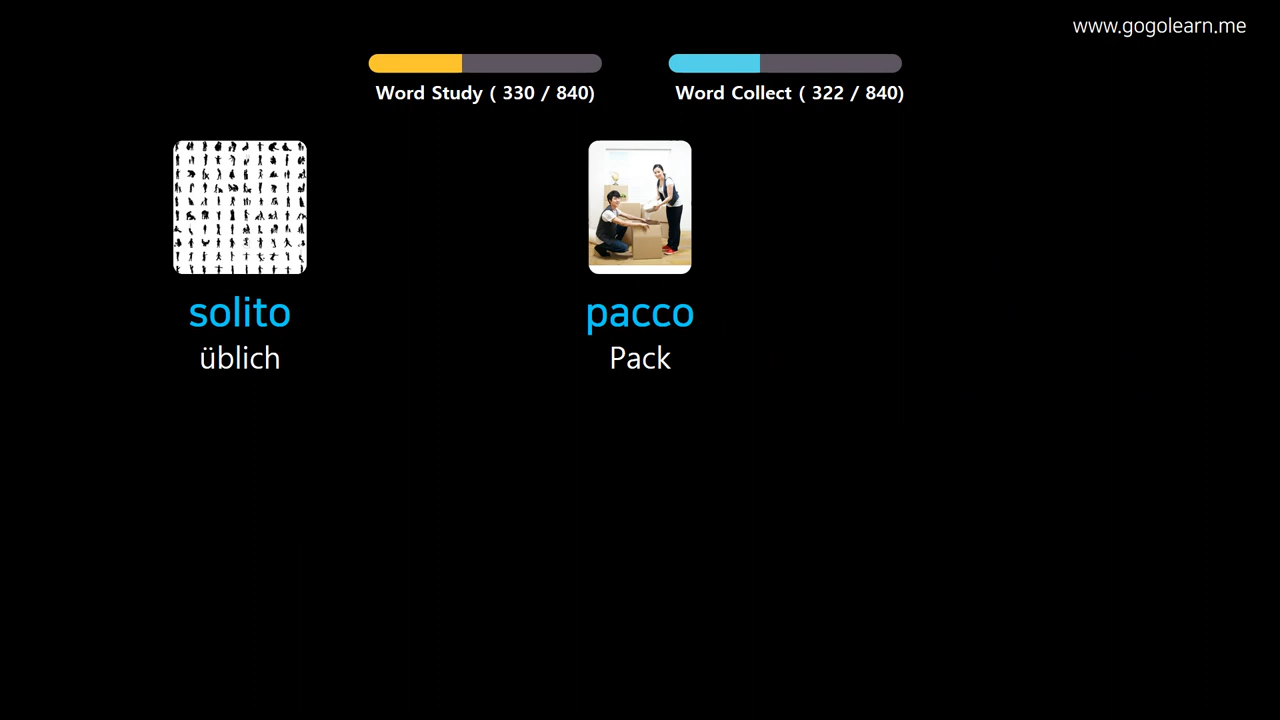 www.gogolearn.me
Word Study ( 330 / 840)
Word Collect ( 322 / 840)
solito
pacco
üblich
Pack